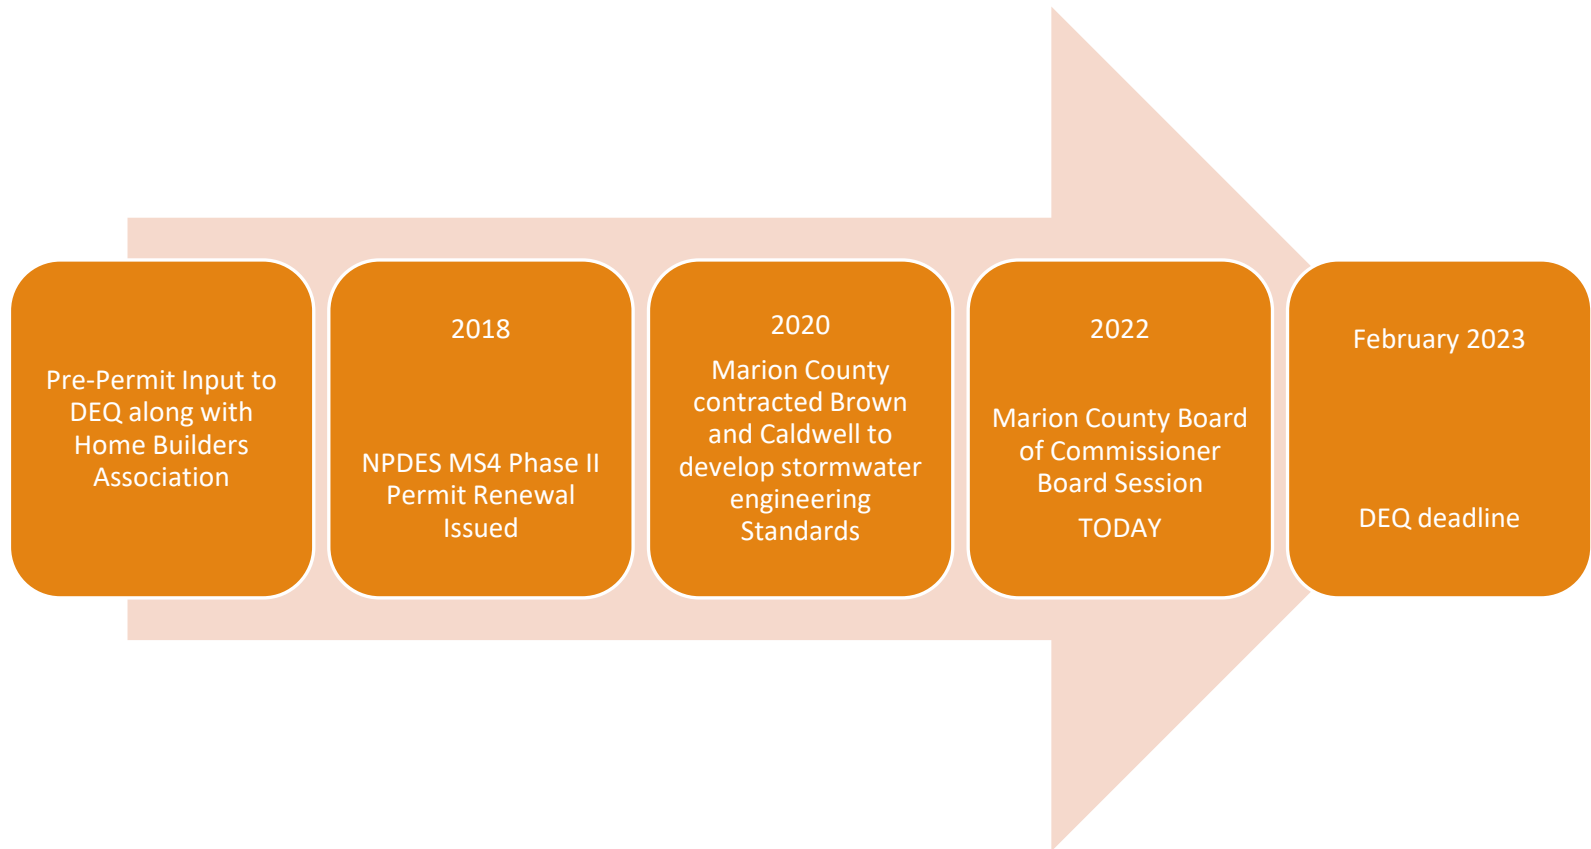 Pre-Permit Input to
DEQ along with
Home Builders
Association
2018
NPDES MS4 Phase II
Permit Renewal
Issued
2020
Marion County
contracted Brown
and Caldwell to
develop stormwater
engineering
Standards
2022
Marion County Board
of Commissioner
Board Session
TODAY
February 2023
DEQ deadline